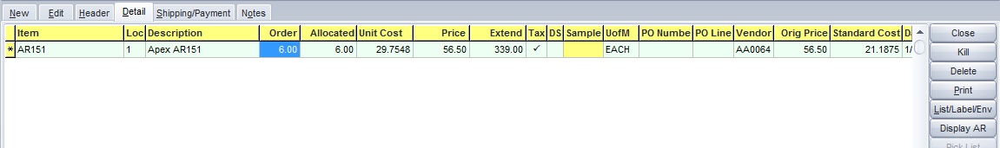 New Edit Header Detail Shipping/Payment Notes
Item Loc Description Order Allocated Unit Cost Price Extend Tax DS Sample UofM PO Numbe PO Line Vendor Orig Price Standard Cost Da
* AR151 1 Apex AR151 6.00 6.00 29.7548 56.50 339.00 ✓ EACH AA0064 56.50 21.1875 1/
Close
Kill
Delete
Print
List/Label/Env
Display AR
Pick List